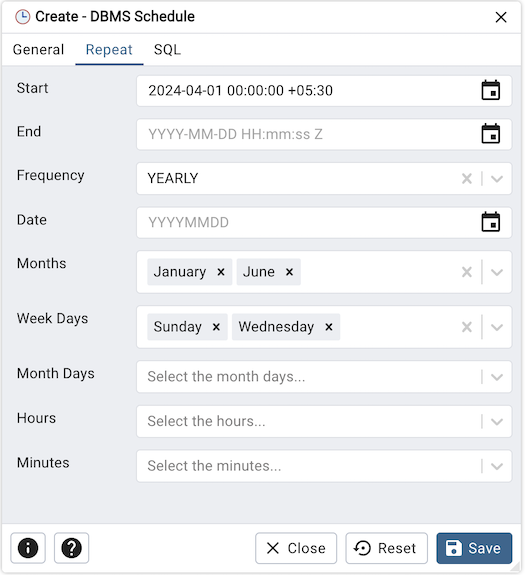 Create - DBMS Schedule
General Repeat SQL
Start 2024-04-01 00:00:00 +05:30
End YYYY-MM-DD HH:mm:ss Z
Frequency YEARLY
Date YYYYMMDD
Months January × June ×
Week Days Sunday × Wednesday ×
Month Days Select the month days...
Hours Select the hours...
Minutes Select the minutes...
Close Reset Save